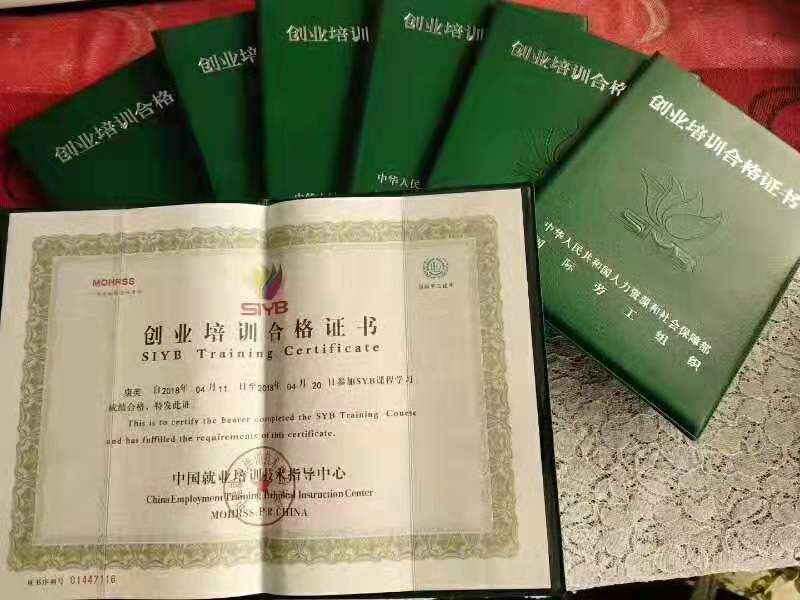 创业培训合格
创业培训
创业培训
创业培训
创业培训合格
创业培训合格证书
中华人民
中华人民共和国人力资源和社会保障部
国际劳工组织
MOHRSS
SIYB
创业培训合格证书
SIYB Training Certificate
自2018年 04月11日至2018年 04月20日参加SYB课程学习
成绩合格，特发此证。
This is to certify the bearer completed the SYB Training Course
and has fulfilled the requirements of this certificate.
中国就业培训技术指导中心
China Employment Training Technical Instruction Center
MOHRSS.P.R CHINA
证书序列号 01447116